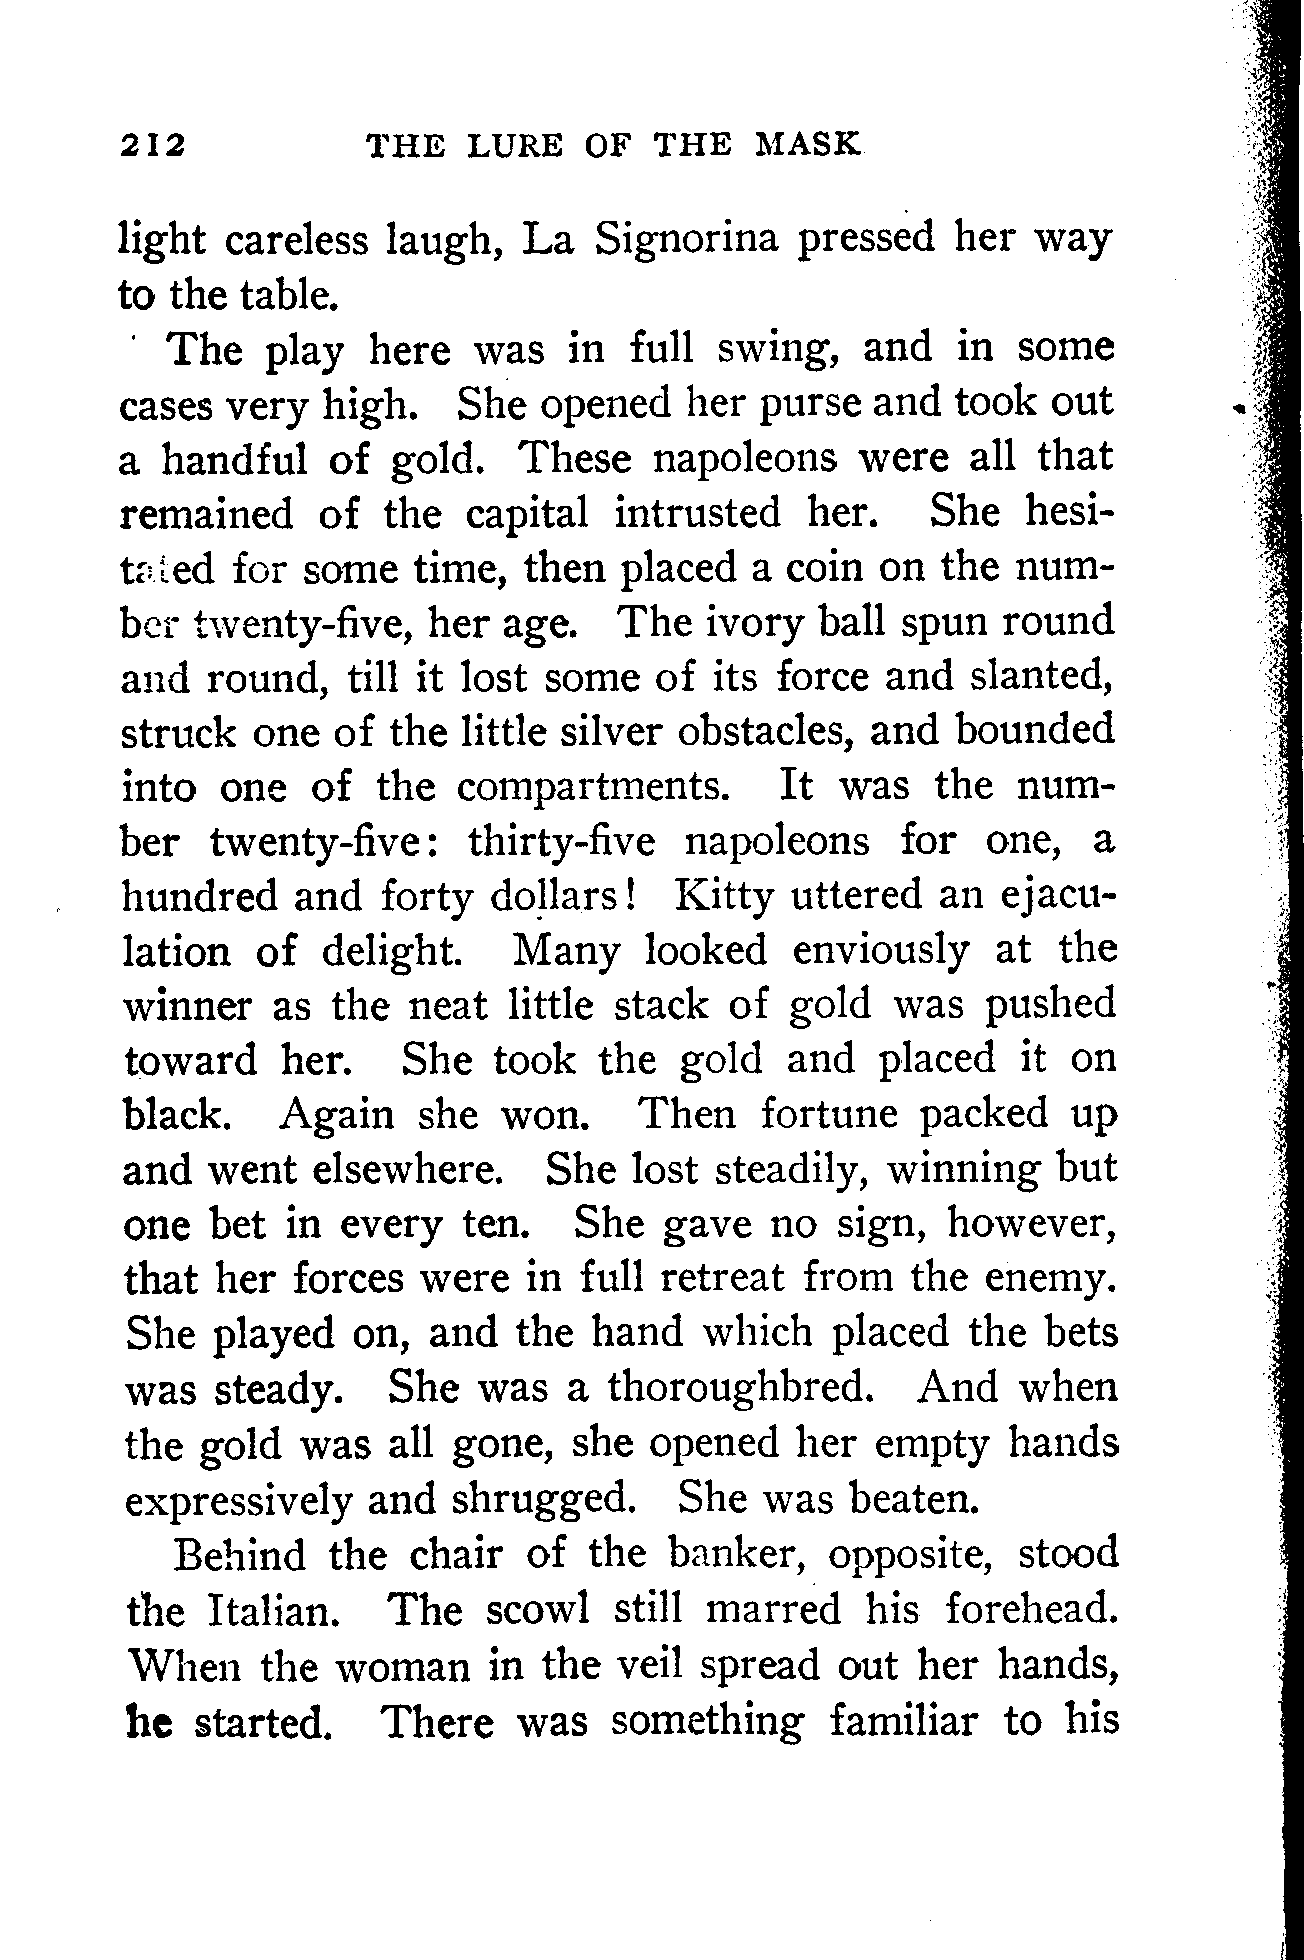 212 THE LURE OF THE MASK
light careless laugh, La Signorina pressed her way
to the table.
The play here was in full swing, and in some
cases very high. She opened her purse and took out
a handful of gold. These napoleons were all that
remained of the capital intrusted her. She hesi-
tated for some time, then placed a coin on the num-
ber twenty-five, her age. The ivory ball spun round
and round, till it lost some of its force and slanted,
struck one of the little silver obstacles, and bounded
into one of the compartments. It was the num-
ber twenty-five: thirty-five napoleons for one, a
hundred and forty dollars! Kitty uttered an ejacu-
lation of delight. Many looked enviously at the
winner as the neat little stack of gold was pushed
toward her. She took the gold and placed it on
black. Again she won. Then fortune packed up
and went elsewhere. She lost steadily, winning but
one bet in every ten. She gave no sign, however,
that her forces were in full retreat from the enemy.
She played on, and the hand which placed the bets
was steady. She was a thoroughbred. And when
the gold was all gone, she opened her empty hands
expressively and shrugged. She was beaten.
Behind the chair of the banker, opposite, stood
the Italian. The scowl still marred his forehead.
When the woman in the veil spread out her hands,
he started. There was something familiar to his